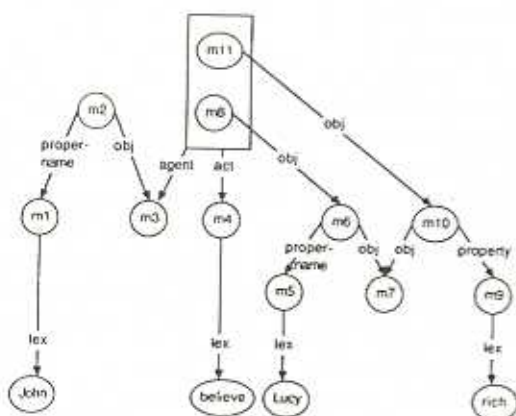 m11
m2
m8
obj
proper-
name
obj
agent
act
obj
m1
m3
m4
m6
m10
proper-
name
obj
obj
property
m5
m7
m9
lex
lex
lex
lex
John
believe
Lucy
rich